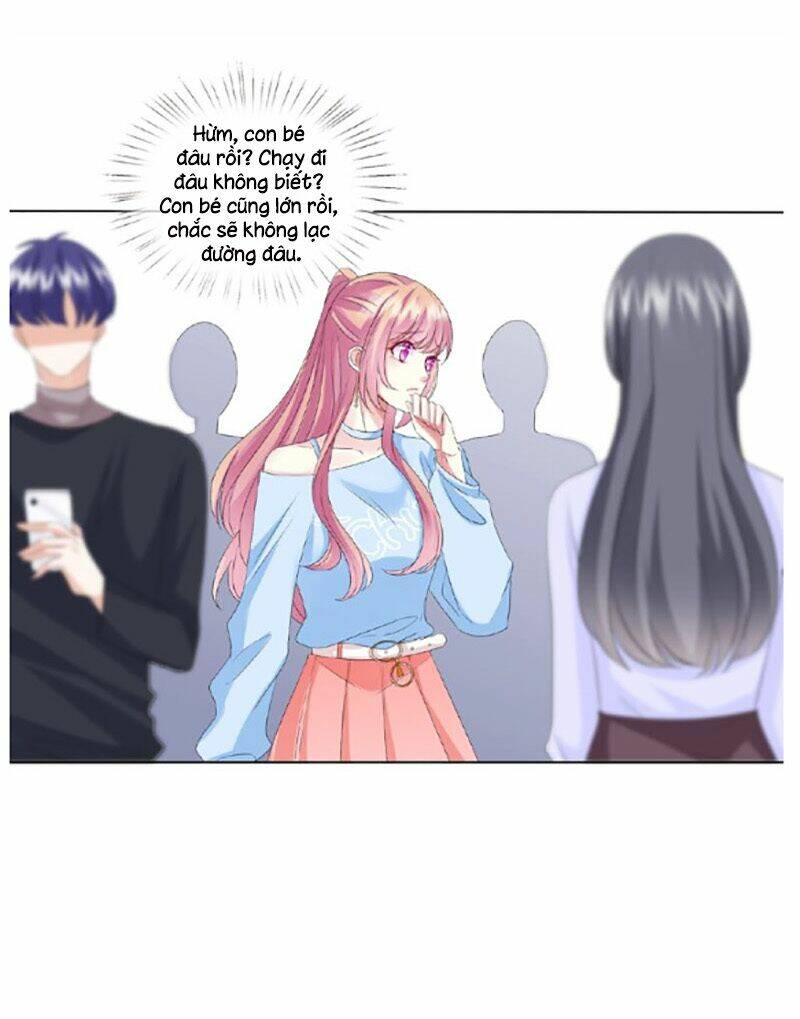 Hừm, con bé
đâu rồi? Chạy đi
đâu không biết?
Con bé cũng lớn rồi,
chắc sẽ không lạc
đường đâu.